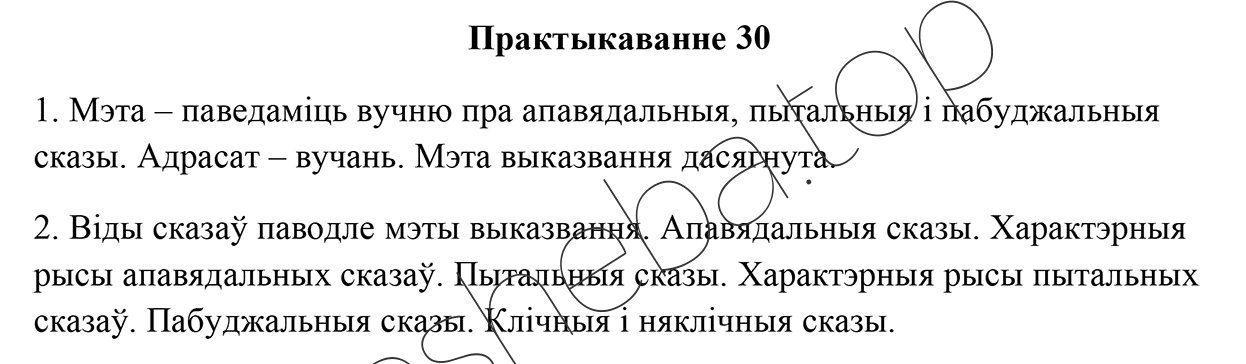 Практыкаванне 30
1. Мэта – паведаміць вучню пра апавядальныя, пытальныя і пабуджальныя
сказы. Адрасат – вучань. Мэта выказвання дасягнута.
2. Віды сказаў паводле мэты выказвання. Апавядальныя сказы. Характэрныя
рысы апавядальных сказаў. Пытальныя сказы. Характэрныя рысы пытальных
сказаў. Пабуджальныя сказы. Клічныя і няклічныя сказы.